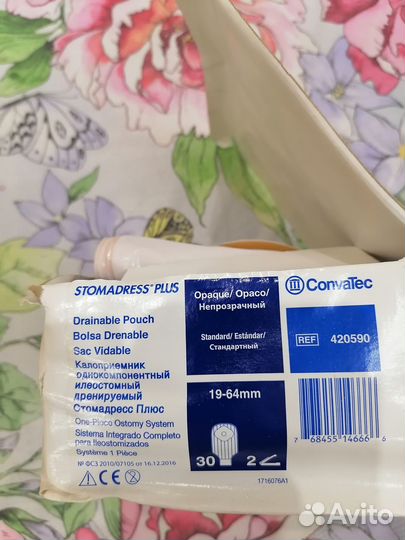 STOMADRESS® PLUS
Drainable Pouch
Bolsa Drenable
Sac Vidable
Калоприемник
однокомпонентный
илеостомный
дренируемый
Стомадресс Плюс
One-Piece Ostomy System
Sistema Integrado Completo
para Ileostomizados
Système 1 Pièce
№ ФСЗ 2010/07105 от 16.12.2016
CE
Opaque/ Opaco/
Непрозрачный
Standard/ Estándar/
Стандартный
19-64mm
30 2
1716076A1
ConvaTec
REF 420590
7 68455 14666 6
Avito